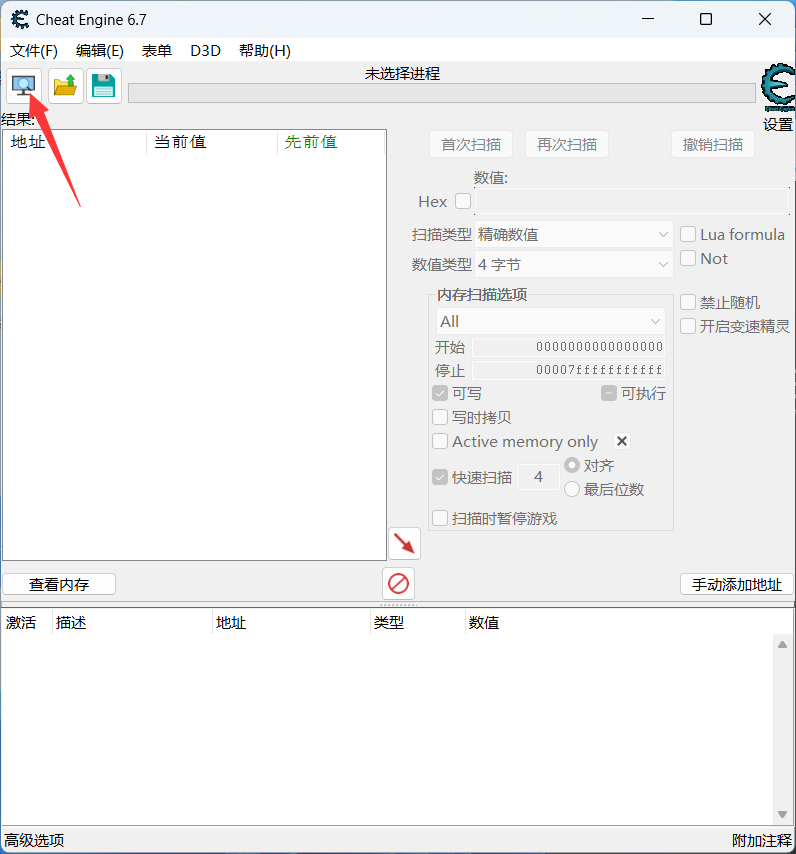 Cheat Engine 6.7
文件(F) 编辑(E) 表单 D3D 帮助(H)
未选择进程
设置
结果:
地址 当前值 先前值
首次扫描 再次扫描 撤销扫描
数值:
Hex
扫描类型 精确数值 Lua formula
数值类型 4 字节 Not
内存扫描选项
All
禁止随机
开启变速精灵
开始 0000000000000000
停止 00007fffffffffff
可写 可执行
写时拷贝
Active memory only
快速扫描 4 对齐
最后位数
扫描时暂停游戏
查看内存 手动添加地址
激活 描述 地址 类型 数值
高级选项 附加注释